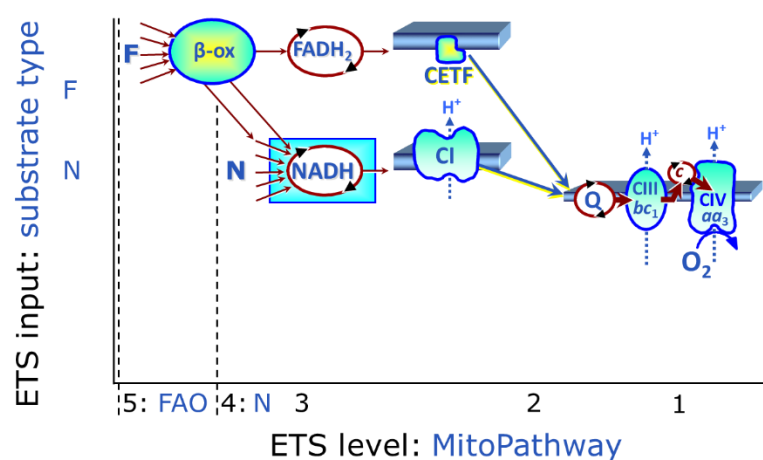 F
β-ox
FADH₂
CETF
F
H⁺
N
N
NADH
CI
H⁺
H⁺
Q
CIII
bc₁
c
CIV
aa₃
O₂
ETS input: substrate type
5: FAO
4: N
3
2
1
ETS level: MitoPathway